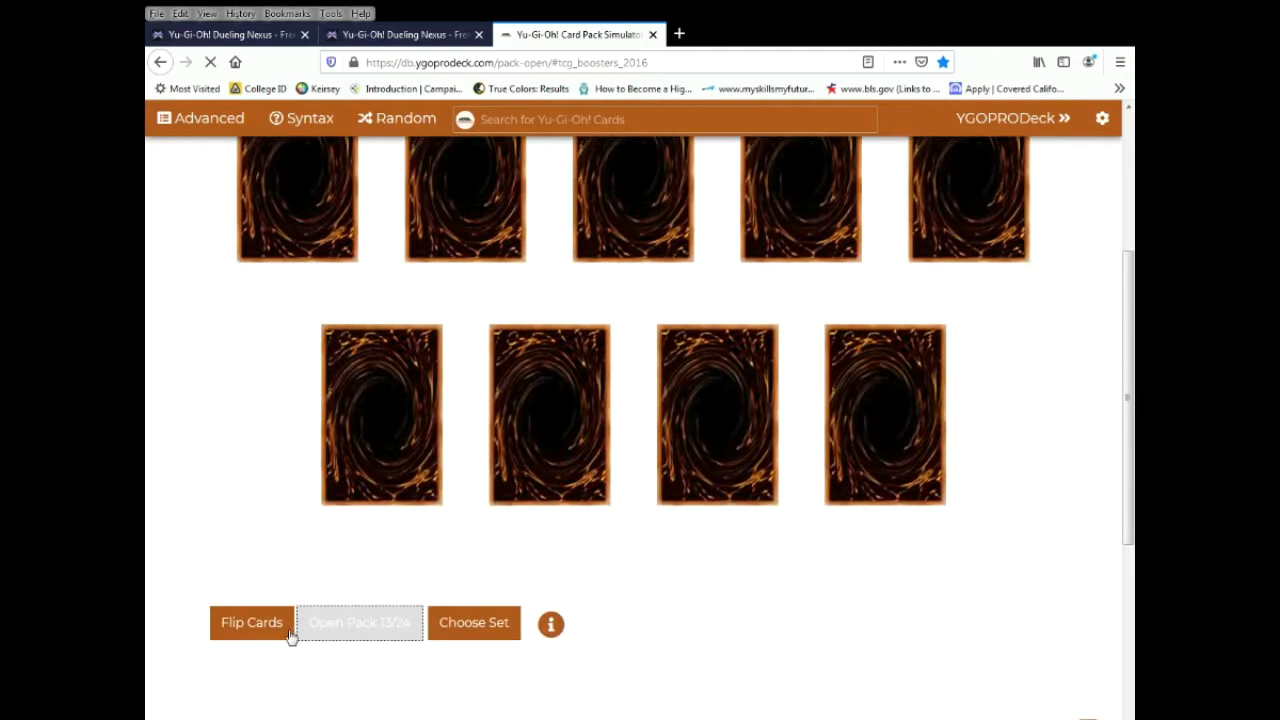 File Edit View History Bookmarks Tools Help
Yu-Gi-Oh! Dueling Nexus - Free Yu-Gi-Oh! Dueling Nexus - Free Yu-Gi-Oh! Card Pack Simulator
https://db.ygoprodeck.com/pack-open/#tcg_boosters_2016
Most Visited College ID Keirsey Introduction | Campai... True Colors: Results How to Become a Hig... www.myskillsmyfutur... www.bls.gov (Links to ... Apply | Covered Califo...
Advanced Syntax Random Search for Yu-Gi-Oh! Cards YGOPRODeck
Flip Cards Open Pack 13/24 Choose Set